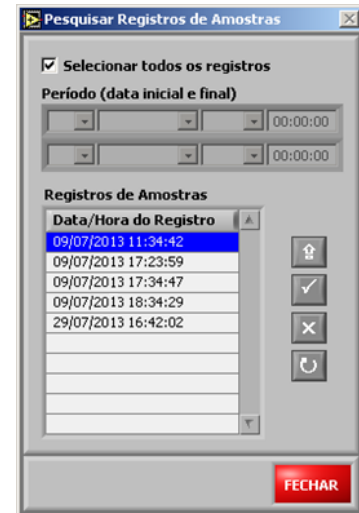 Pesquisar Registros de Amostras
Selecionar todos os registros
Período (data inicial e final)
00:00:00
00:00:00
Registros de Amostras
Data/Hora do Registro
09/07/2013 11:34:42
09/07/2013 17:23:59
09/07/2013 17:34:47
09/07/2013 18:34:29
29/07/2013 16:42:02
FECHAR